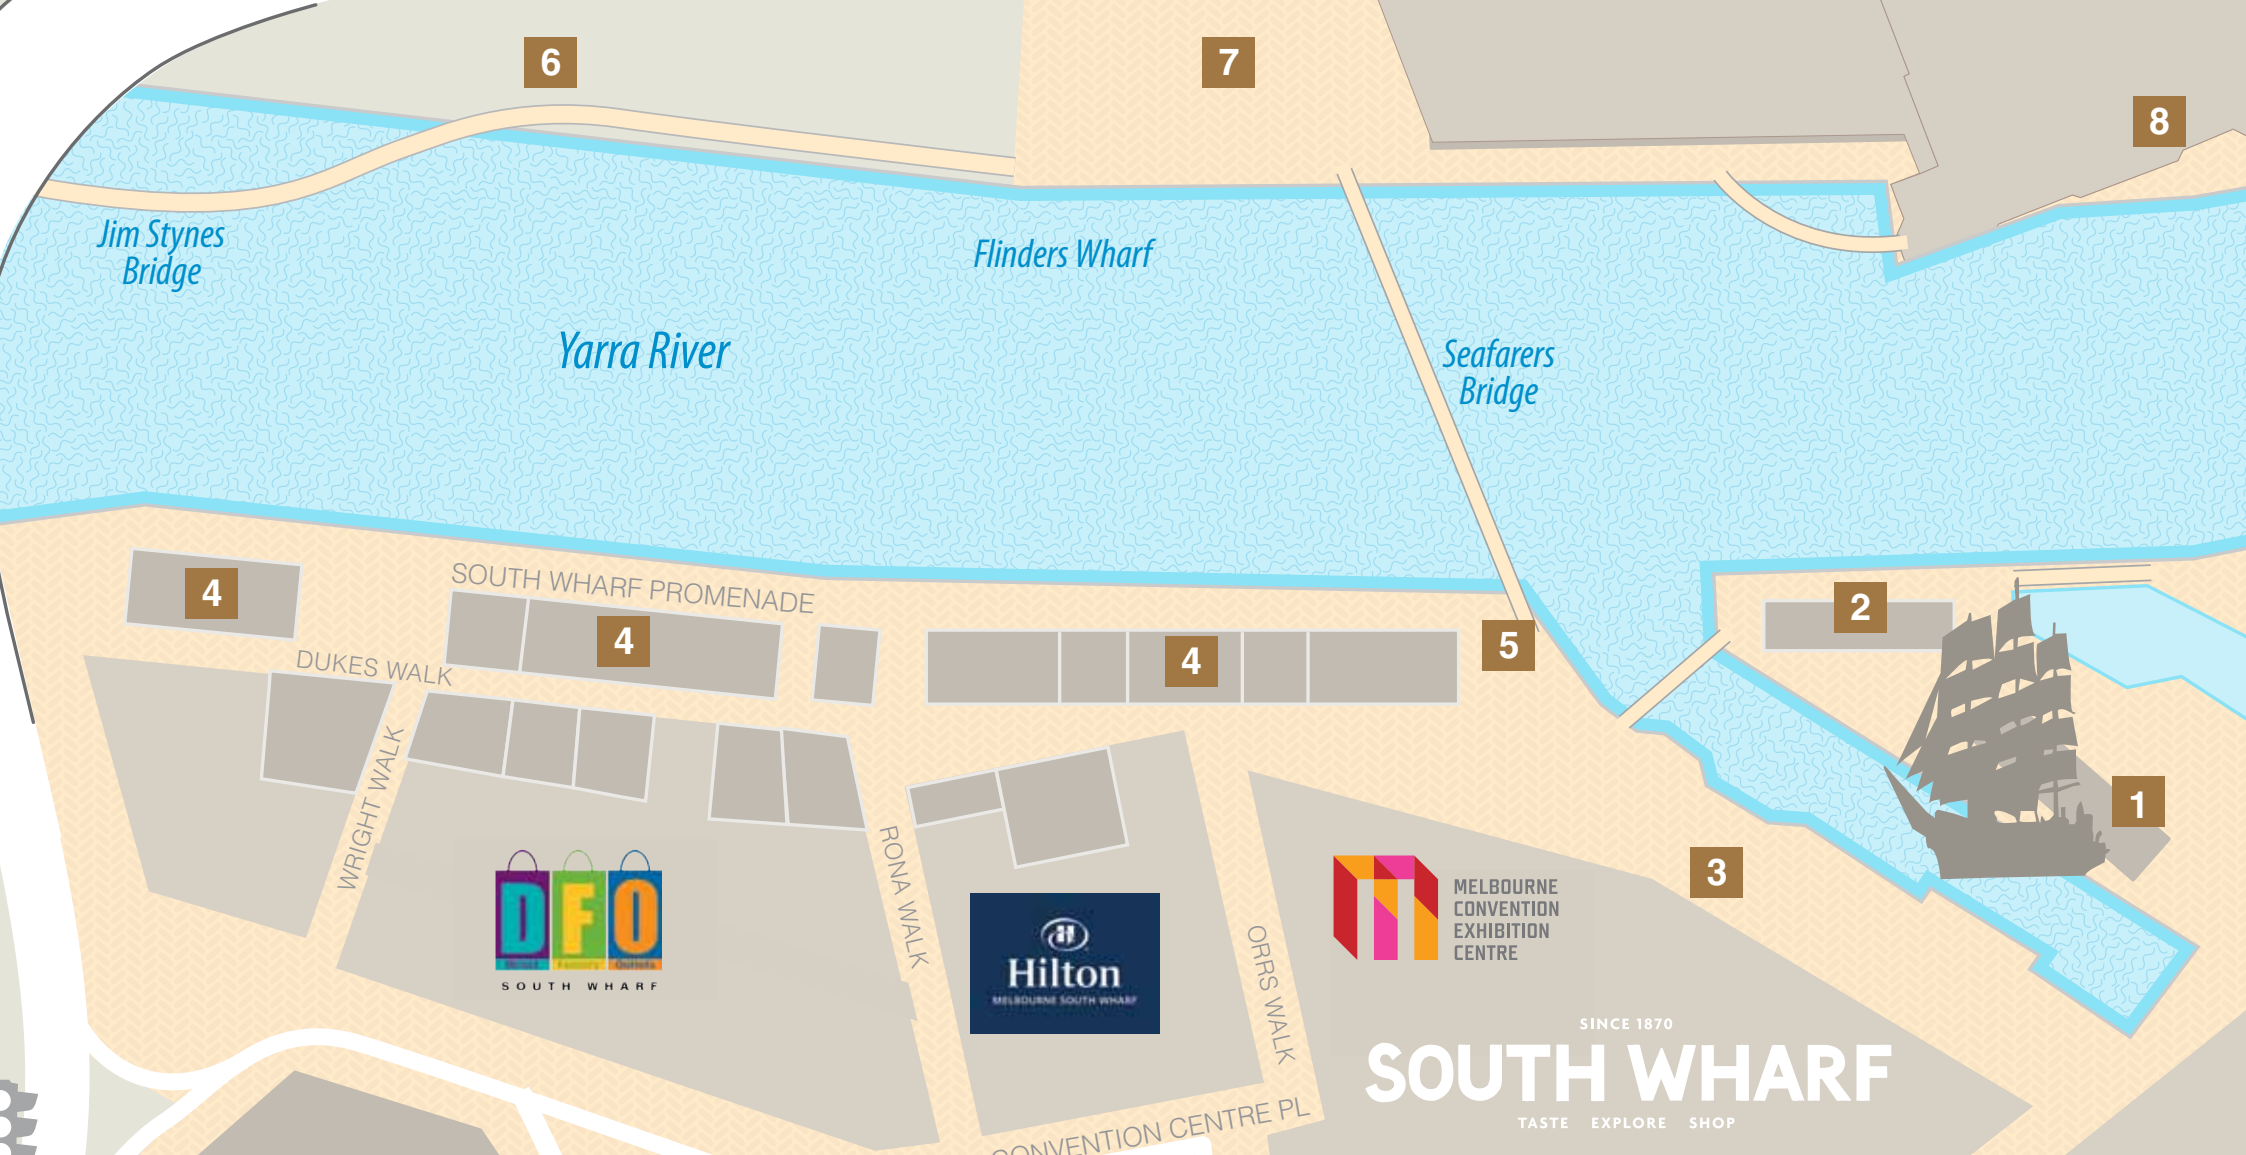 6
7
8
Jim Stynes
Bridge
Flinders Wharf
Yarra River
Seafarers
Bridge
4
SOUTH WHARF PROMENADE
4
4
5
2
DUKES WALK
WRIGHT WALK
RONA WALK
ORRS WALK
1
3
DFO
SOUTH WHARF
Hilton
MELBOURNE SOUTH WHARF
MELBOURNE
CONVENTION
EXHIBITION
CENTRE
SINCE 1870
SOUTH WHARF
TASTE EXPLORE SHOP
CONVENTION CENTRE PL